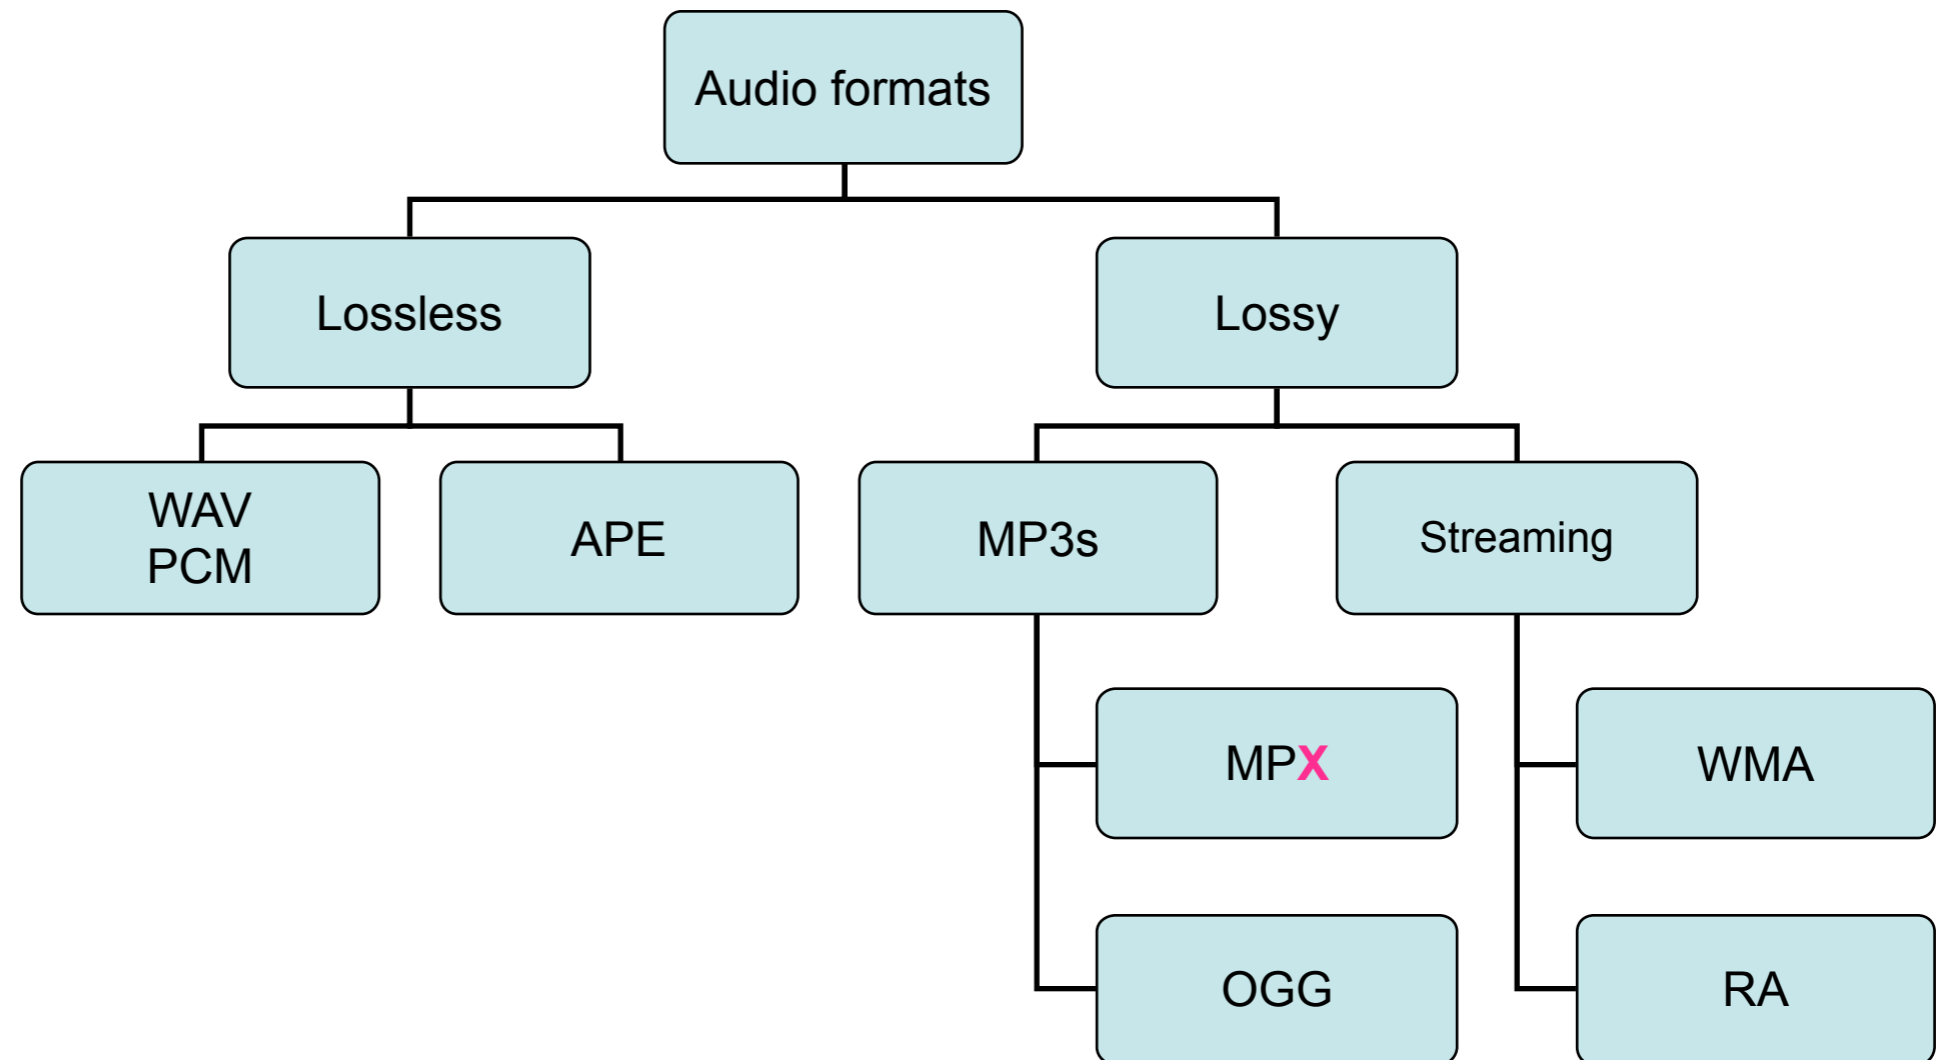 Audio formats
Lossless
Lossy
WAV
PCM
APE
MP3s
Streaming
MPX
WMA
OGG
RA